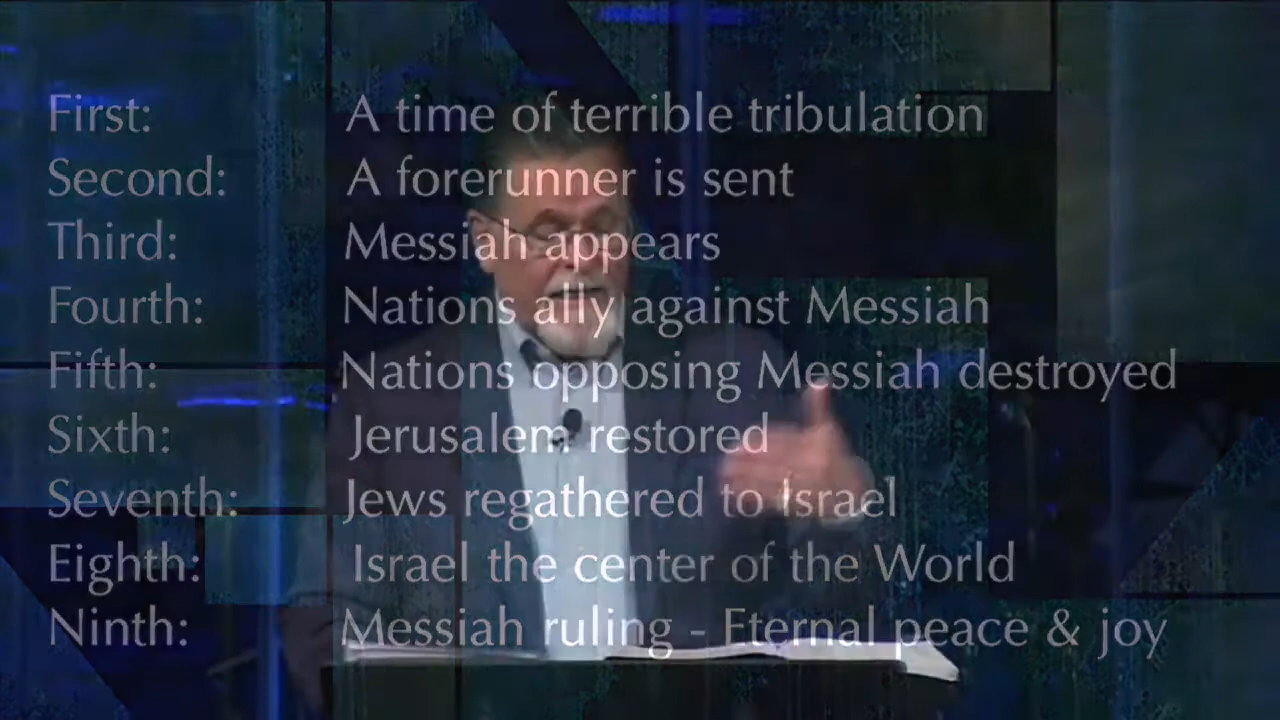 First: A time of terrible tribulation
Second: A forerunner is sent
Third: Messiah appears
Fourth: Nations ally against Messiah
Fifth: Nations opposing Messiah destroyed
Sixth: Jerusalem restored
Seventh: Jews regathered to Israel
Eighth: Israel the center of the World
Ninth: Messiah ruling - Eternal peace & joy